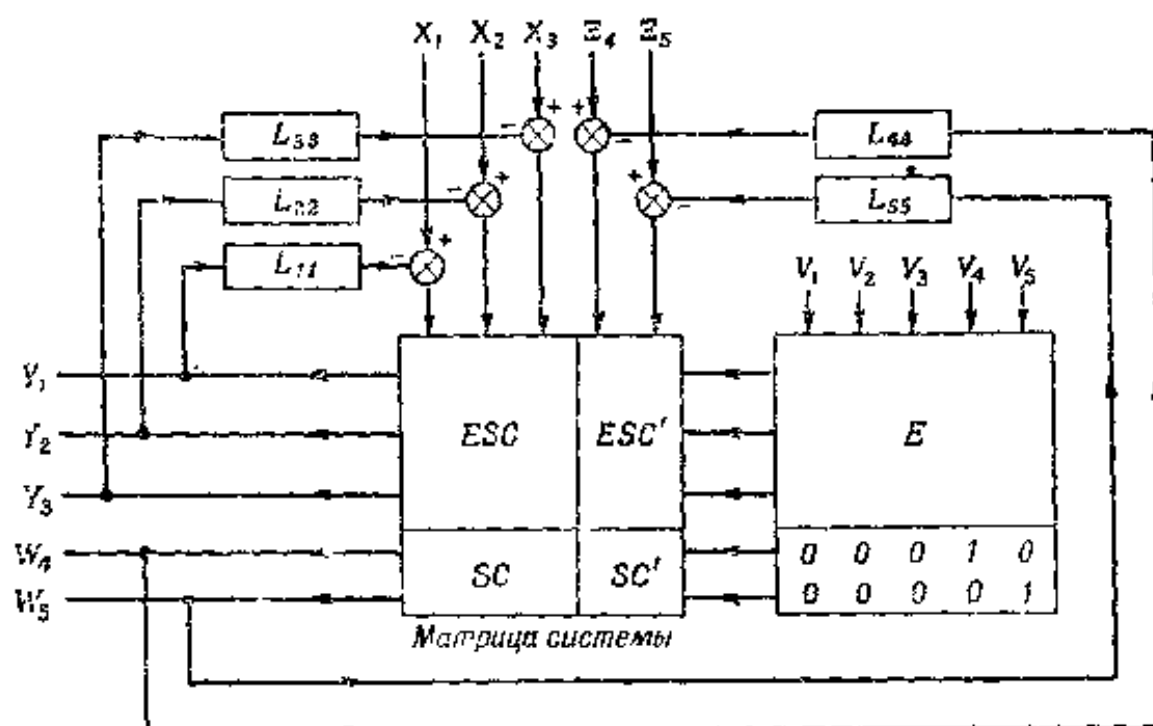 X₁ X₂ X₃ Ξ₄ Ξ₅
+ + −
L₃₃
L₄₄
− +
+ −
L₂₂
L₅₅
− +
L₁₁
V₁ V₂ V₃ V₄ V₅
Y₁
Y₂
ESC ESC′ E
Y₃
W₄
SC SC′
0 0 0 1 0
W₅
0 0 0 0 1
Матрица системы